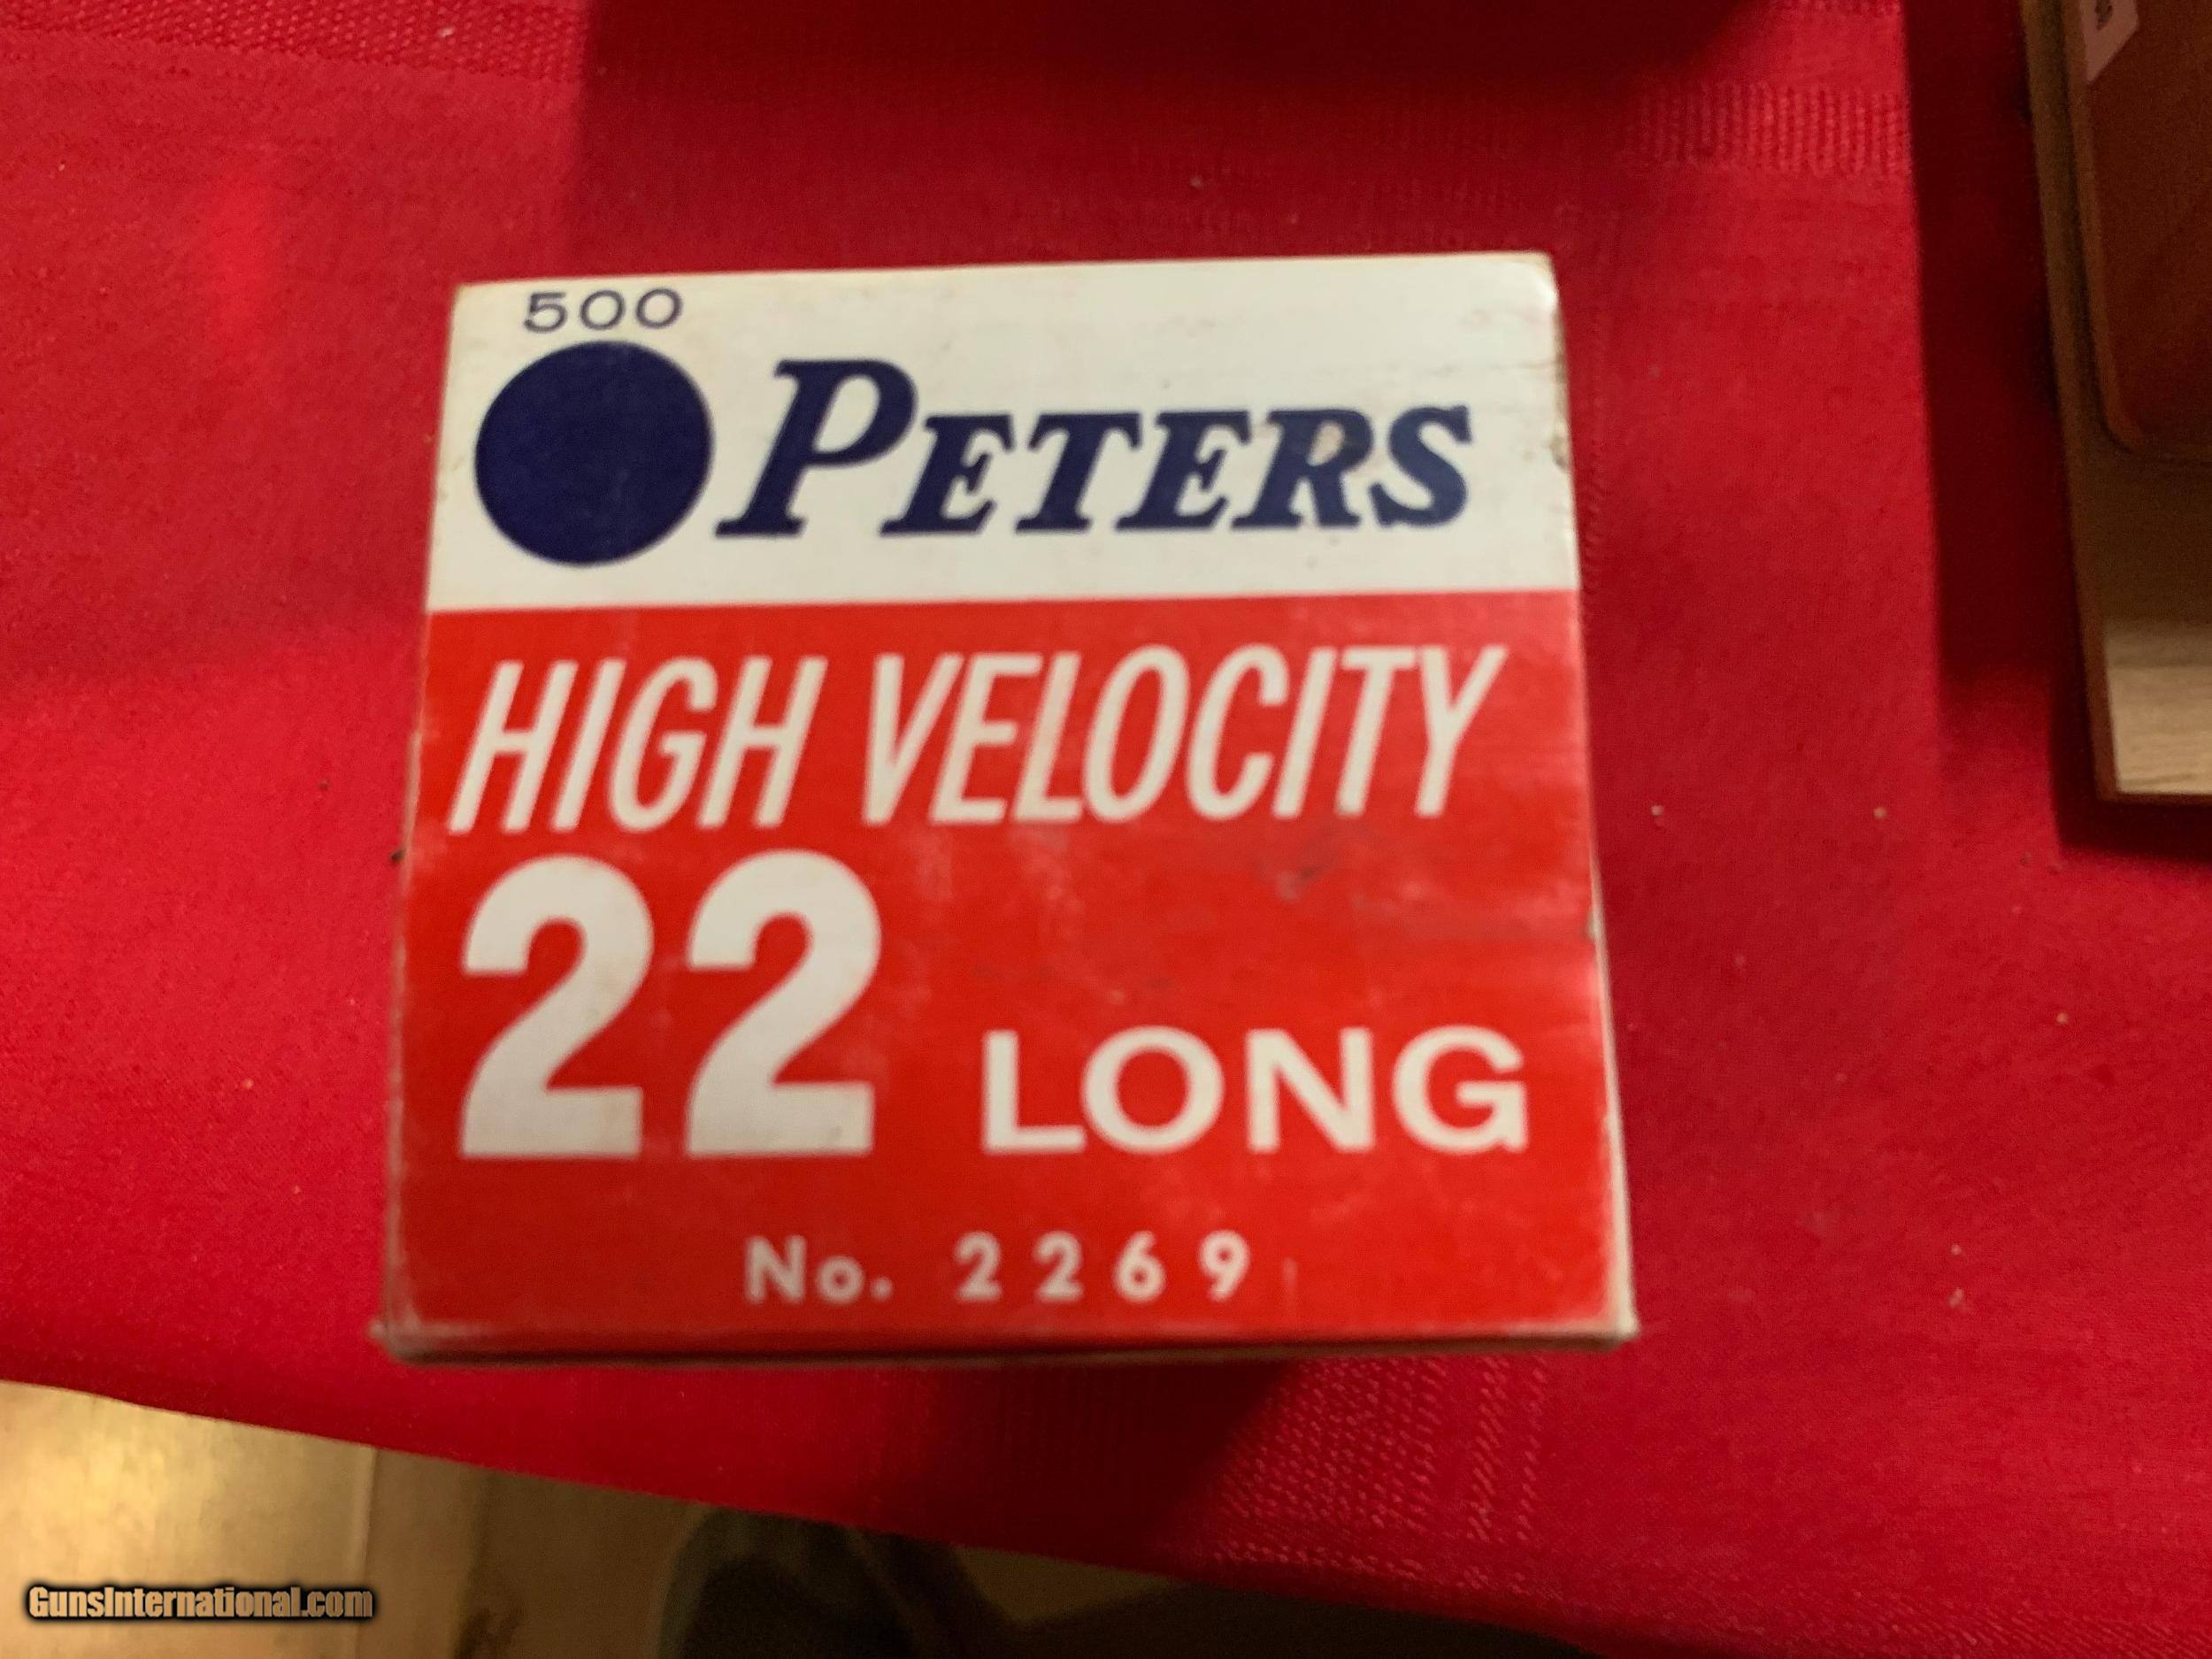 500
PETERS
HIGH VELOCITY
22 LONG
No. 2269
GunsInternational.com